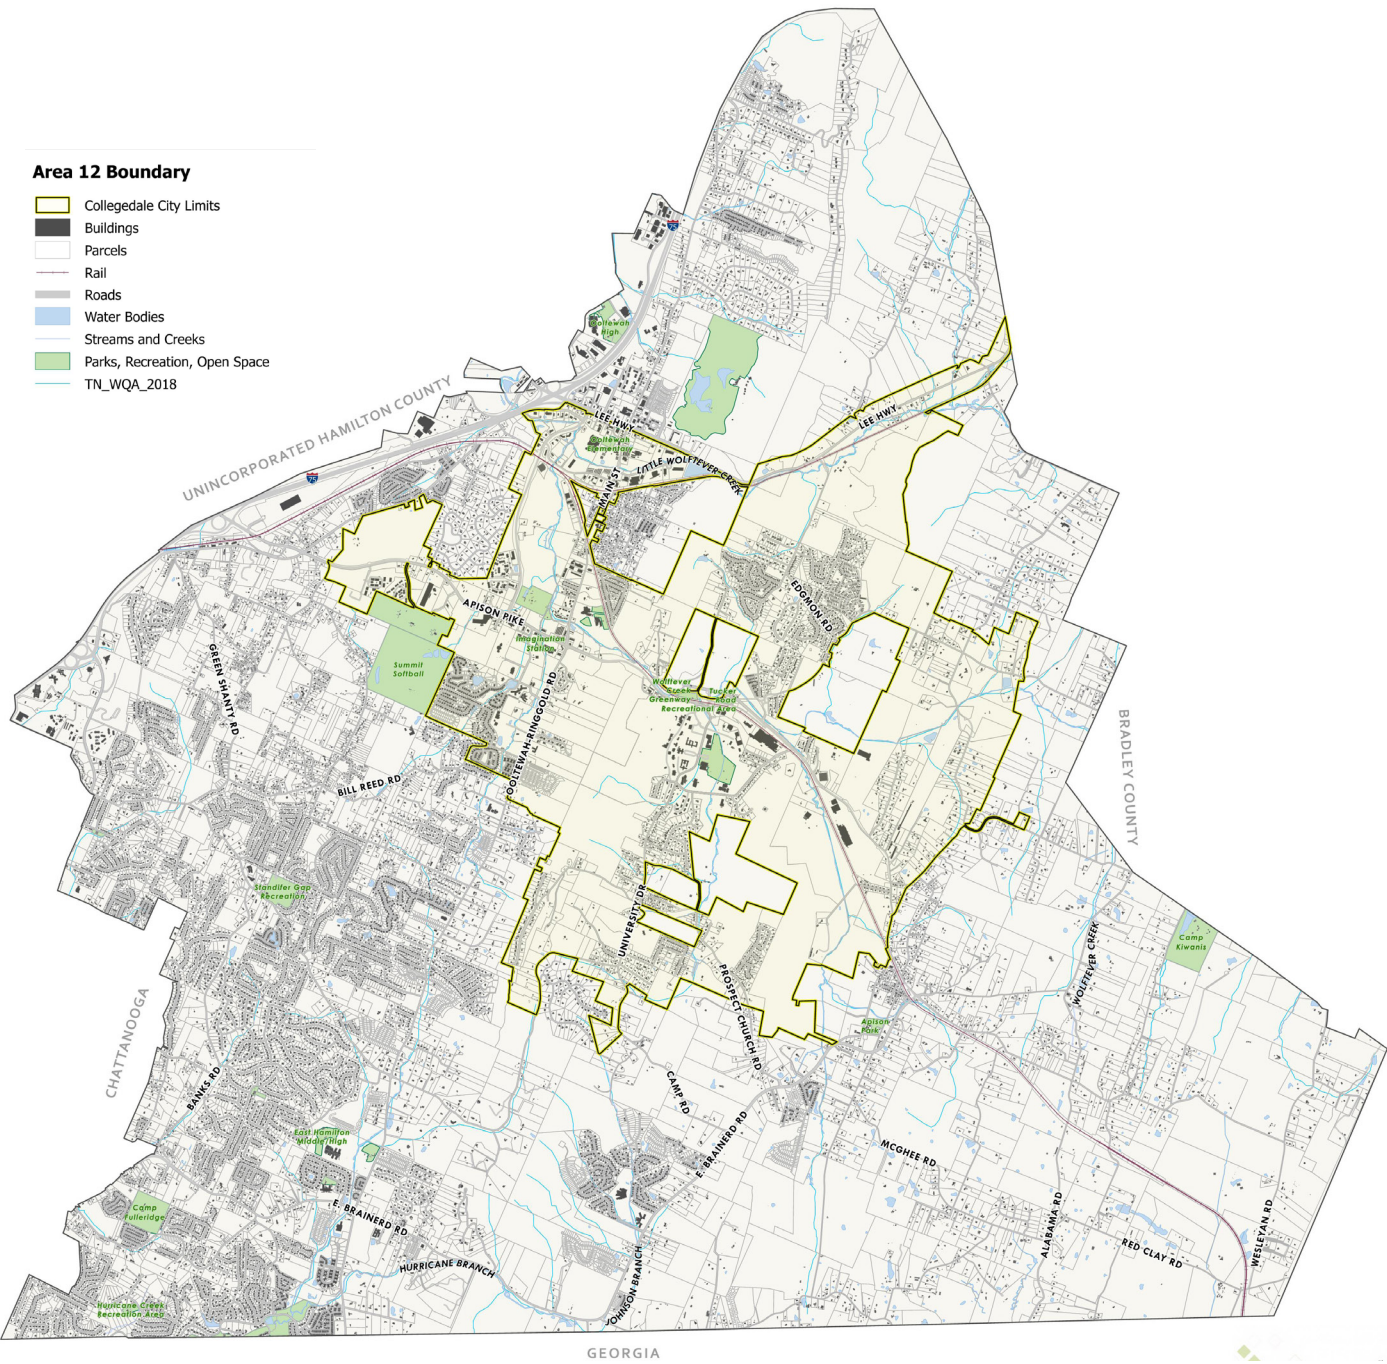 Area 12 Boundary
Collegedale City Limits
Buildings
Parcels
Rail
Roads
Water Bodies
Streams and Creeks
Parks, Recreation, Open Space
TN_WQA_2018
75
Ooltewah
High
UNINCORPORATED HAMILTON COUNTY
LEE HWY
LEE HWY
Ooltewah
Elementary
LITTLE WOLFTEVER CREEK
75
MAIN ST
EDGMON RD
APISON PIKE
Imagination
Station
Summit
Softball
GREEN SHANTY RD
Wolftever
Creek
Greenway
Tucker
Road
Recreational Area
OOLTEWAH-RINGGOLD RD
BRADLEY COUNTY
BILL REED RD
Standifer Gap
Recreation
UNIVERSITY DR
Camp
Kiwanis
WOLFTEVER CREEK
PROSPECT CHURCH RD
CHATTANOOGA
Apison
Park
BANKS RD
CAMP RD
East Hamilton
Middle/High
E. BRAINERD RD
MCGHEE RD
Camp
Fulleridge
E. BRAINERD RD
ALABAMA RD
WESLEYAN RD
RED CLAY RD
HURRICANE BRANCH
JOHNSON BRANCH
Hurricane Creek
Recreation Area
GEORGIA